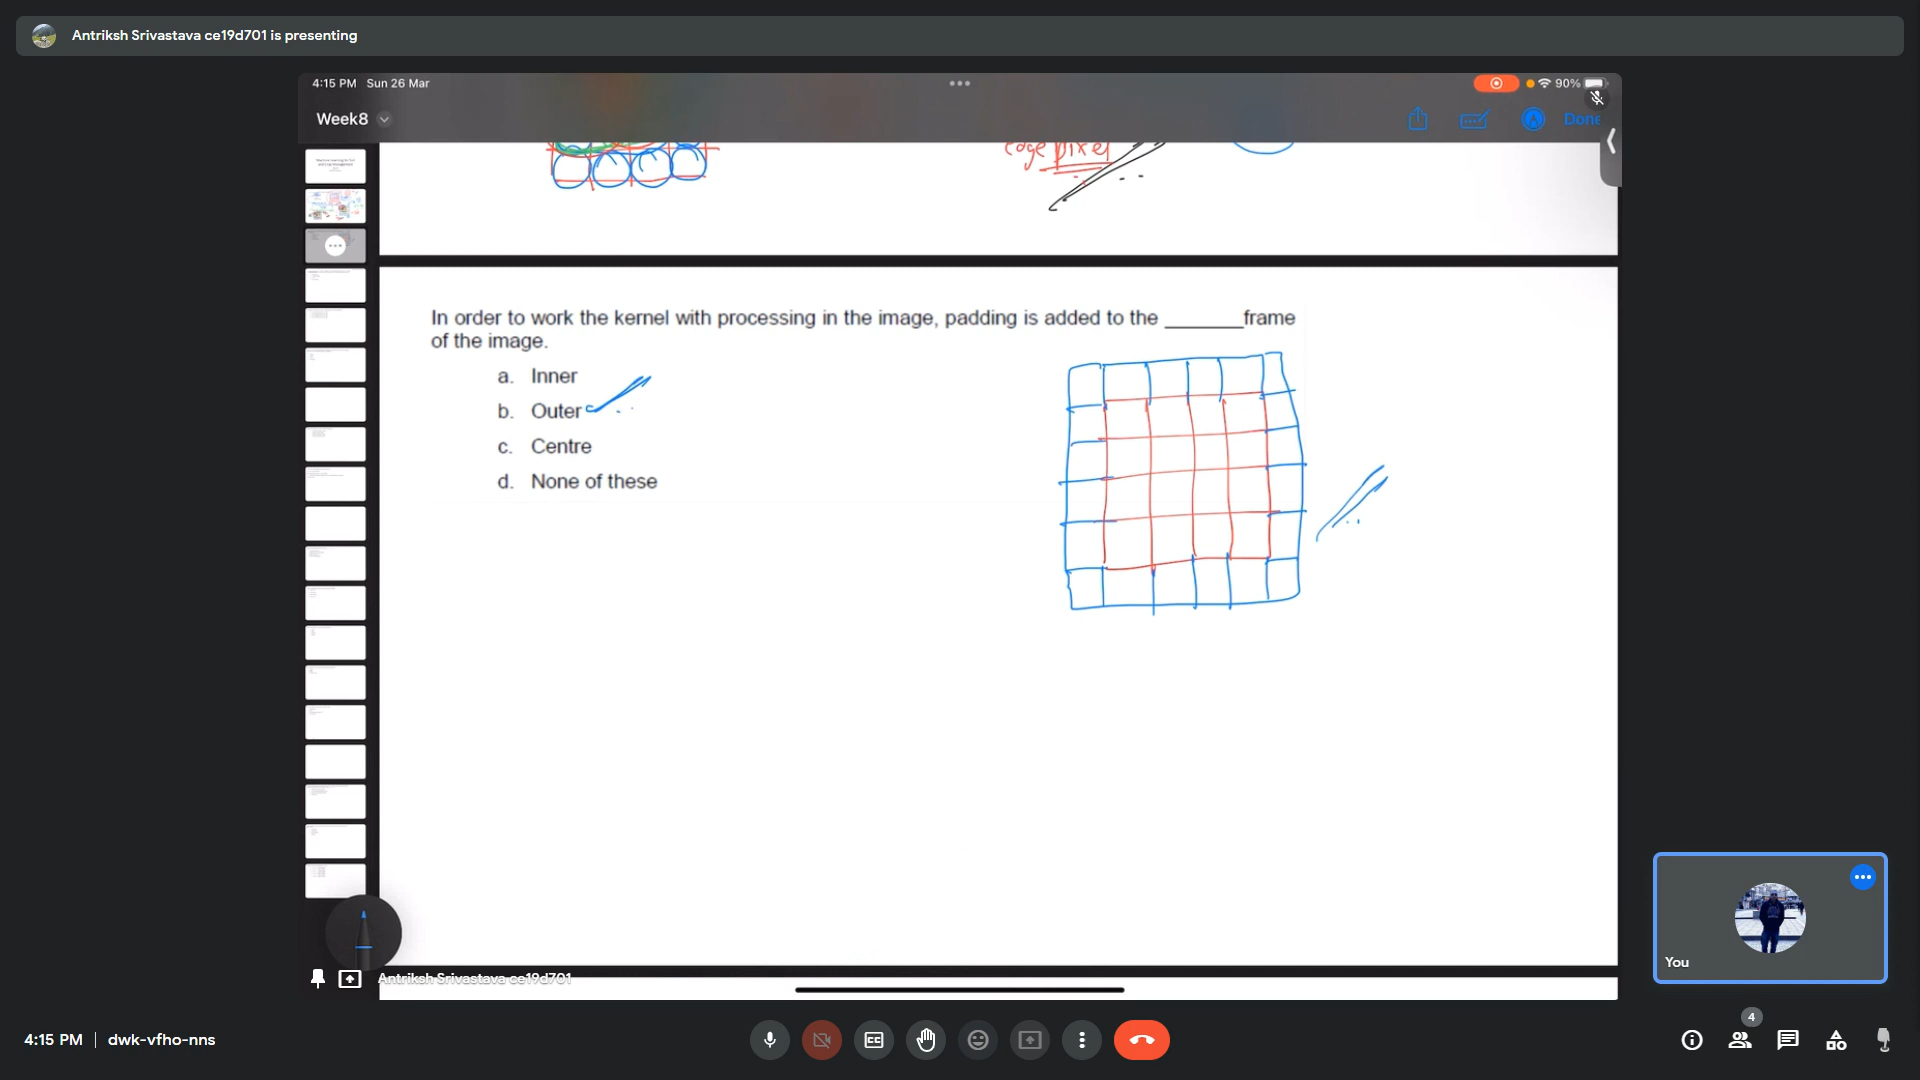 Antriksh Srivastava ce19d701 is presenting
4:15 PM Sun 26 Mar
90%
Week8
Done
edge pixel
In order to work the kernel with processing in the image, padding is added to the ________frame
of the image.
a. Inner
b. Outer
c. Centre
d. None of these
You
Antriksh Srivastava ce19d701
4:15 PM | dwk-vfho-nns
CC
4